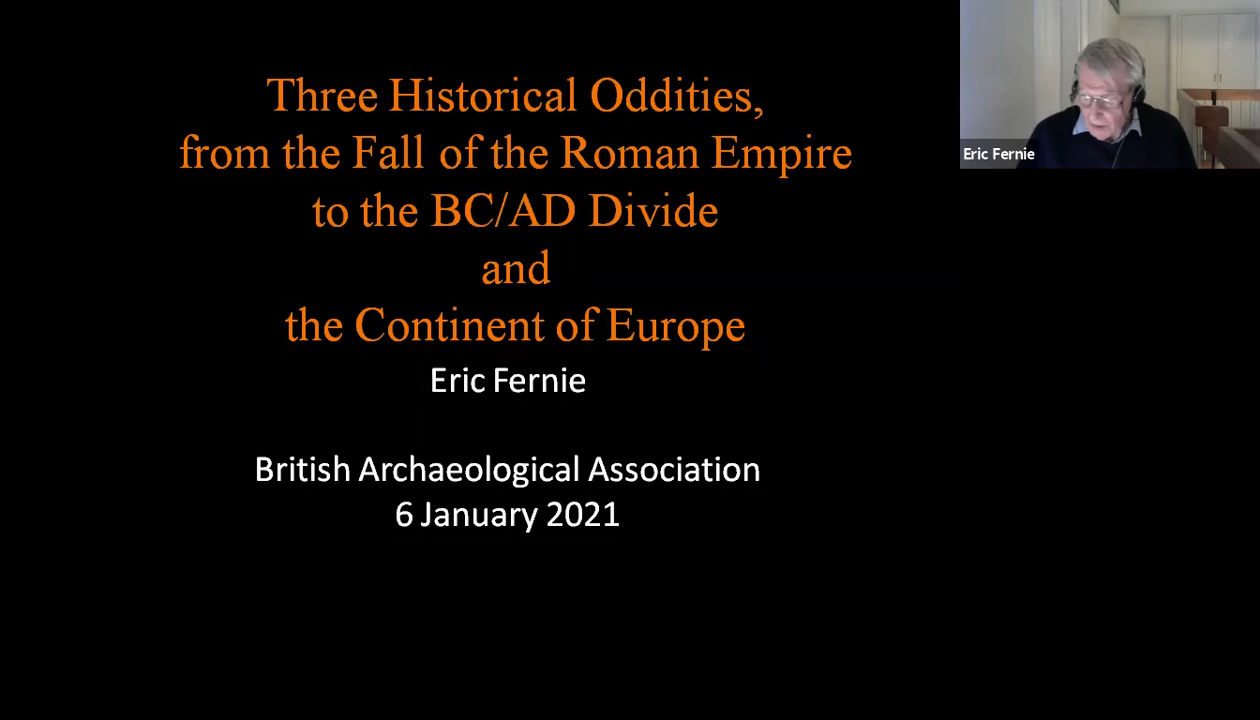 Three Historical Oddities,
from the Fall of the Roman Empire
to the BC/AD Divide
and
the Continent of Europe
Eric Fernie
British Archaeological Association
6 January 2021
Eric Fernie